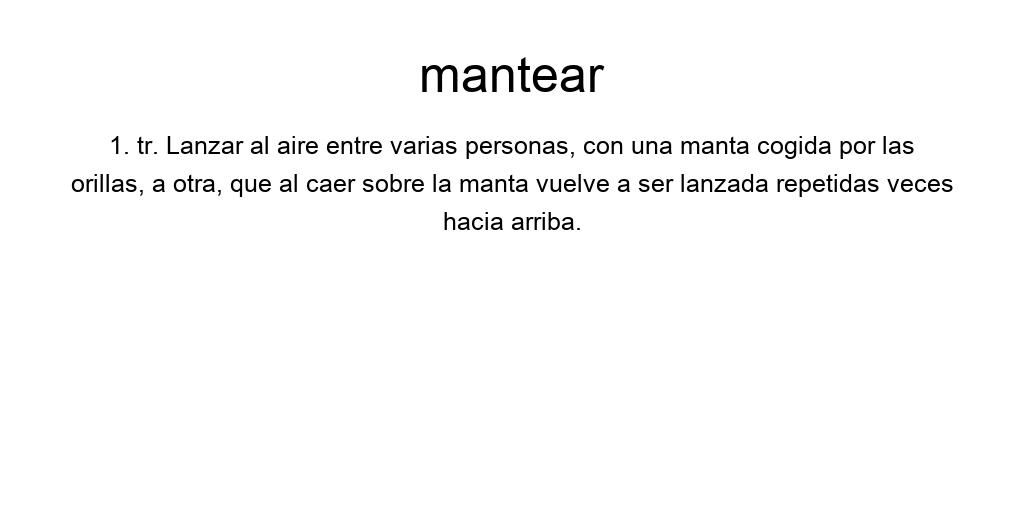 mantear
1. tr. Lanzar al aire entre varias personas, con una manta cogida por las
orillas, a otra, que al caer sobre la manta vuelve a ser lanzada repetidas veces
hacia arriba.